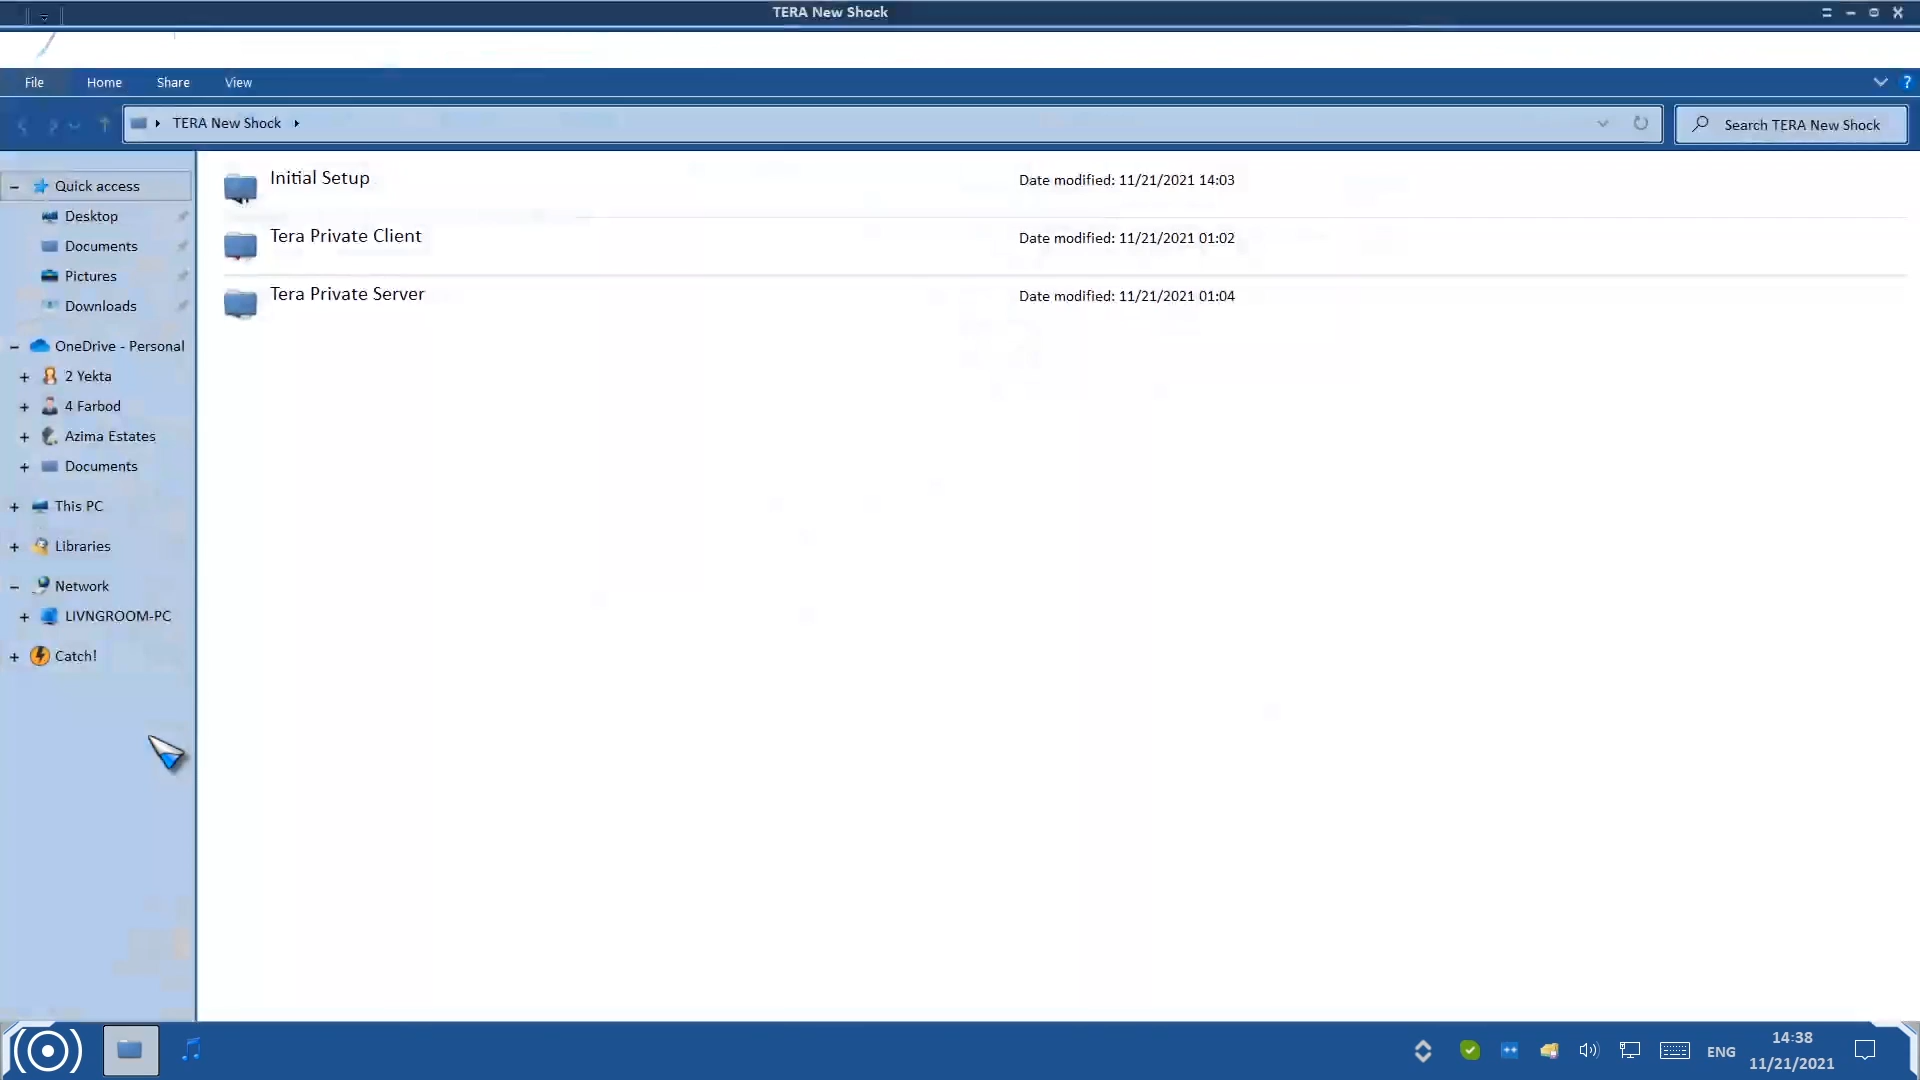 TERA New Shock
File Home Share View
?
TERA New Shock
Search TERA New Shock
Quick access
Desktop
Documents
Pictures
Downloads
OneDrive - Personal
2 Yekta
4 Farbod
Azima Estates
Documents
This PC
Libraries
Network
LIVNGROOM-PC
Catch!
Initial Setup
Date modified: 11/21/2021 14:03
Tera Private Client
Date modified: 11/21/2021 01:02
Tera Private Server
Date modified: 11/21/2021 01:04
ENG
14:38
11/21/2021